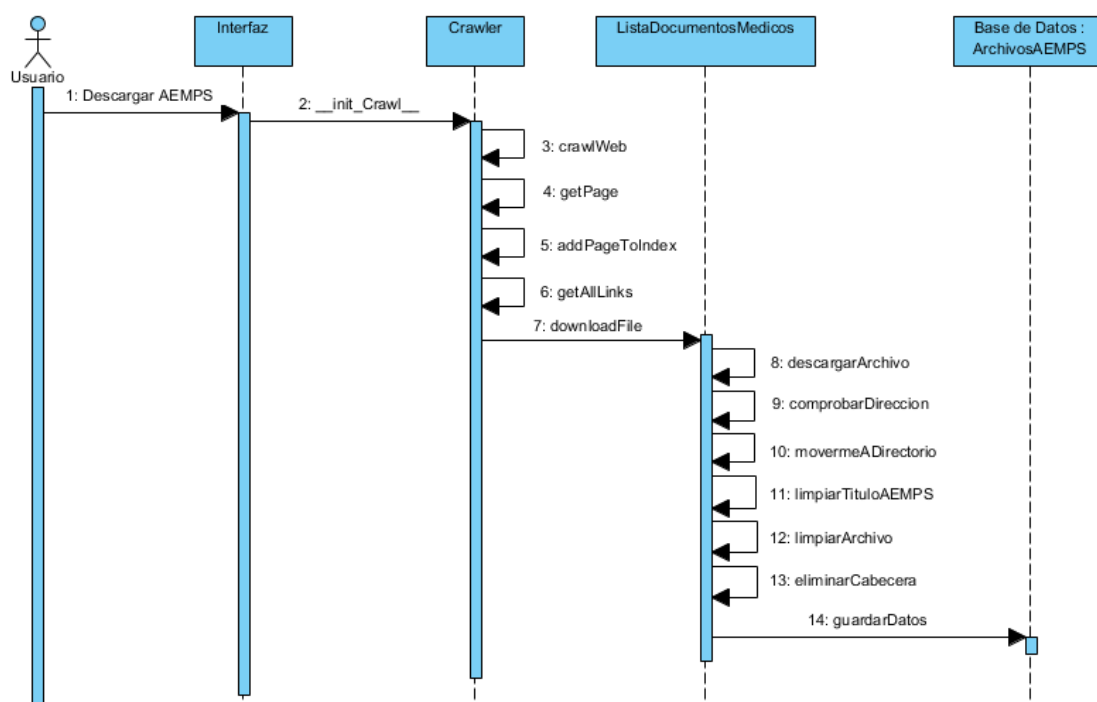 Interfaz
Crawler
ListaDocumentosMedicos
Base de Datos :
ArchivosAEMPS
Usuario
1: Descargar AEMPS
2: __init_Crawl__
3: crawlWeb
4: getPage
5: addPageToIndex
6: getAllLinks
7: downloadFile
8: descargarArchivo
9: comprobarDireccion
10: movermeADirectorio
11: limpiarTituloAEMPS
12: limpiarArchivo
13: eliminarCabecera
14: guardarDatos